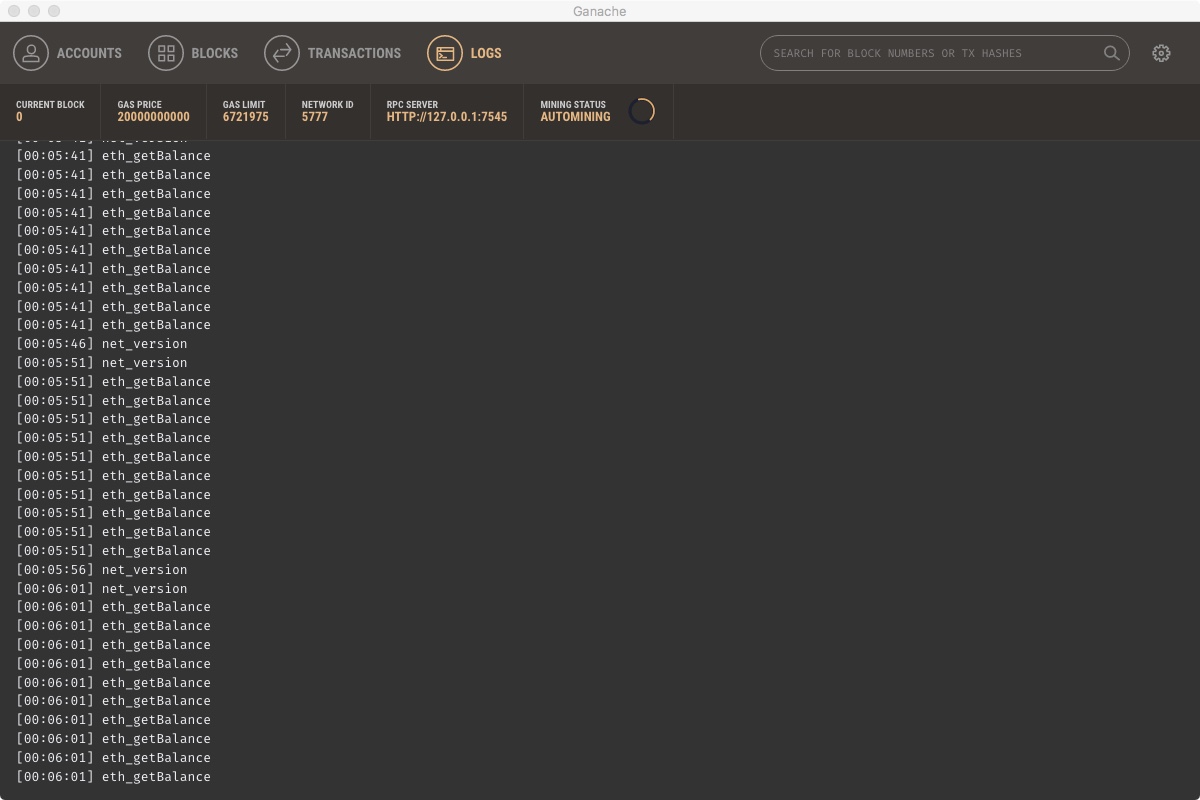 Ganache
ACCOUNTS BLOCKS TRANSACTIONS LOGS SEARCH FOR BLOCK NUMBERS OR TX HASHES
CURRENT BLOCK GAS PRICE GAS LIMIT NETWORK ID RPC SERVER MINING STATUS
0 20000000000 6721975 5777 HTTP://127.0.0.1:7545 AUTOMINING
[00:05:41] eth_getBalance
[00:05:41] eth_getBalance
[00:05:41] eth_getBalance
[00:05:41] eth_getBalance
[00:05:41] eth_getBalance
[00:05:41] eth_getBalance
[00:05:41] eth_getBalance
[00:05:41] eth_getBalance
[00:05:41] eth_getBalance
[00:05:41] eth_getBalance
[00:05:46] net_version
[00:05:51] net_version
[00:05:51] eth_getBalance
[00:05:51] eth_getBalance
[00:05:51] eth_getBalance
[00:05:51] eth_getBalance
[00:05:51] eth_getBalance
[00:05:51] eth_getBalance
[00:05:51] eth_getBalance
[00:05:51] eth_getBalance
[00:05:51] eth_getBalance
[00:05:51] eth_getBalance
[00:05:56] net_version
[00:06:01] net_version
[00:06:01] eth_getBalance
[00:06:01] eth_getBalance
[00:06:01] eth_getBalance
[00:06:01] eth_getBalance
[00:06:01] eth_getBalance
[00:06:01] eth_getBalance
[00:06:01] eth_getBalance
[00:06:01] eth_getBalance
[00:06:01] eth_getBalance
[00:06:01] eth_getBalance